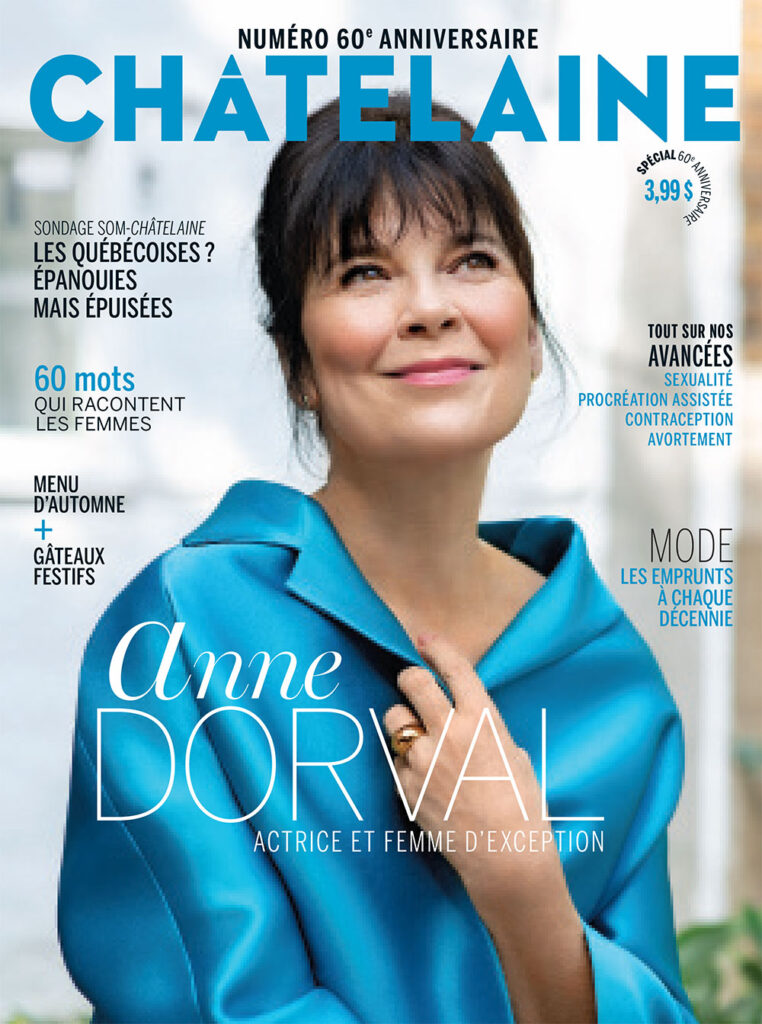 NUMÉRO 60e ANNIVERSAIRE
CHÂTELAINE
SPÉCIAL 60e ANNIVERSAIRE
3,99 $
SONDAGE SOM-CHÂTELAINE
LES QUÉBÉCOISES ?
ÉPANOUIES
MAIS ÉPUISÉES
60 mots
QUI RACONTENT
LES FEMMES
MENU
D'AUTOMNE
+
GÂTEAUX
FESTIFS
TOUT SUR NOS
AVANCÉES
SEXUALITÉ
PROCRÉATION ASSISTÉE
CONTRACEPTION
AVORTEMENT
MODE
LES EMPRUNTS
À CHAQUE
DÉCENNIE
Anne
DORVAL
ACTRICE ET FEMME D'EXCEPTION